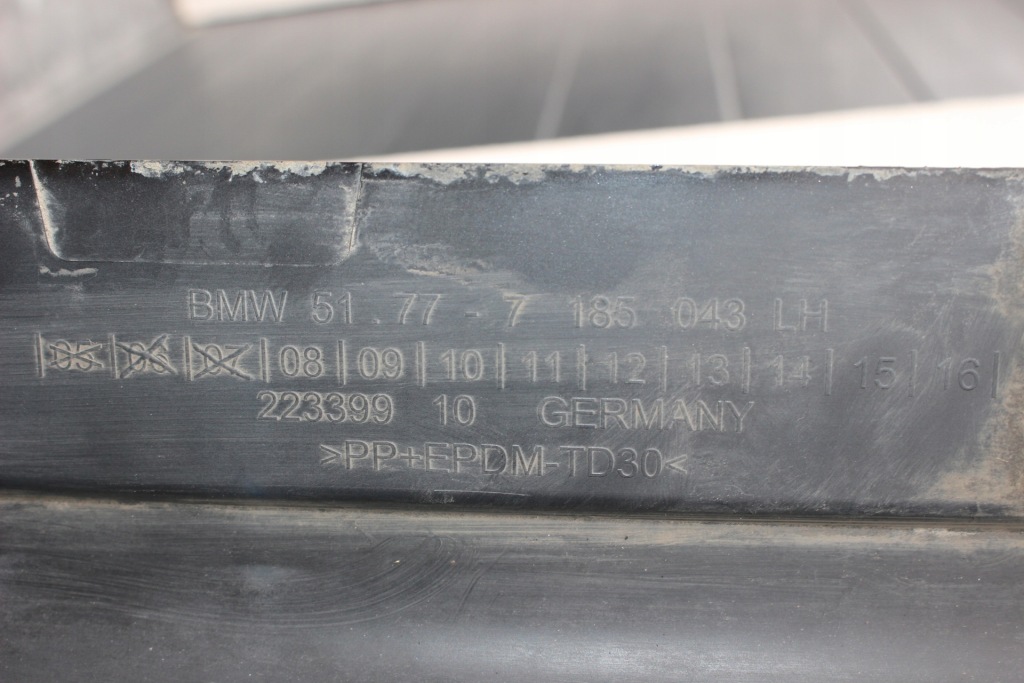 BMW 51.77-7 185 043 LH
|05|06|07|08|09|10|11|12|13|14|15|16|
223399 10 GERMANY
>PP+EPDM-TD30<